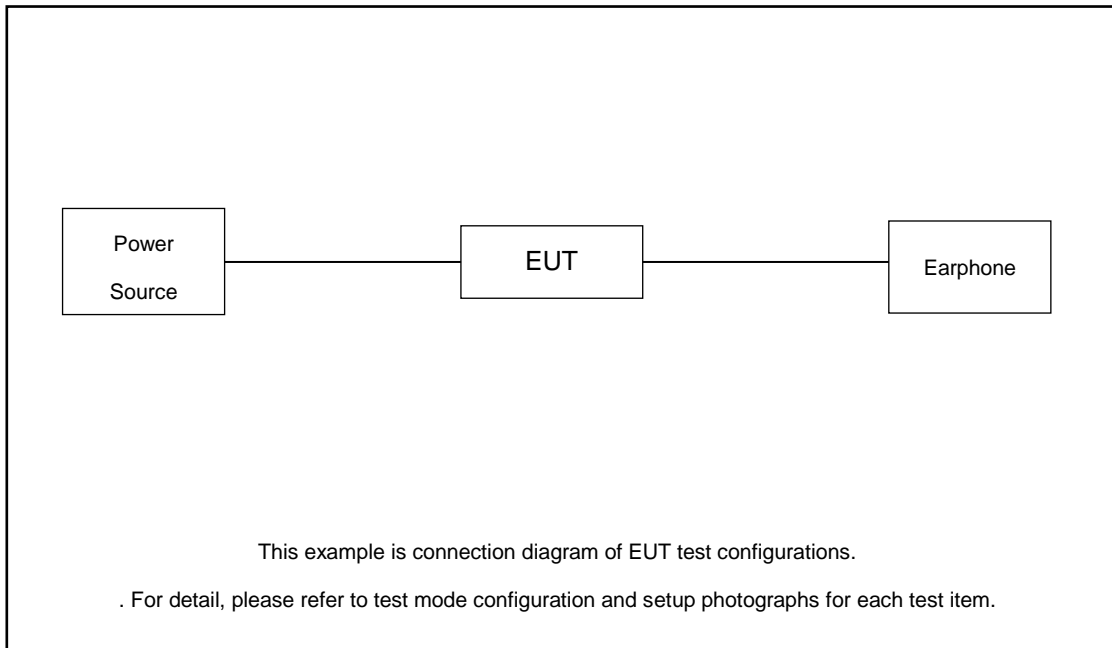 Power
Source
EUT
Earphone
This example is connection diagram of EUT test configurations.
. For detail, please refer to test mode configuration and setup photographs for each test item.